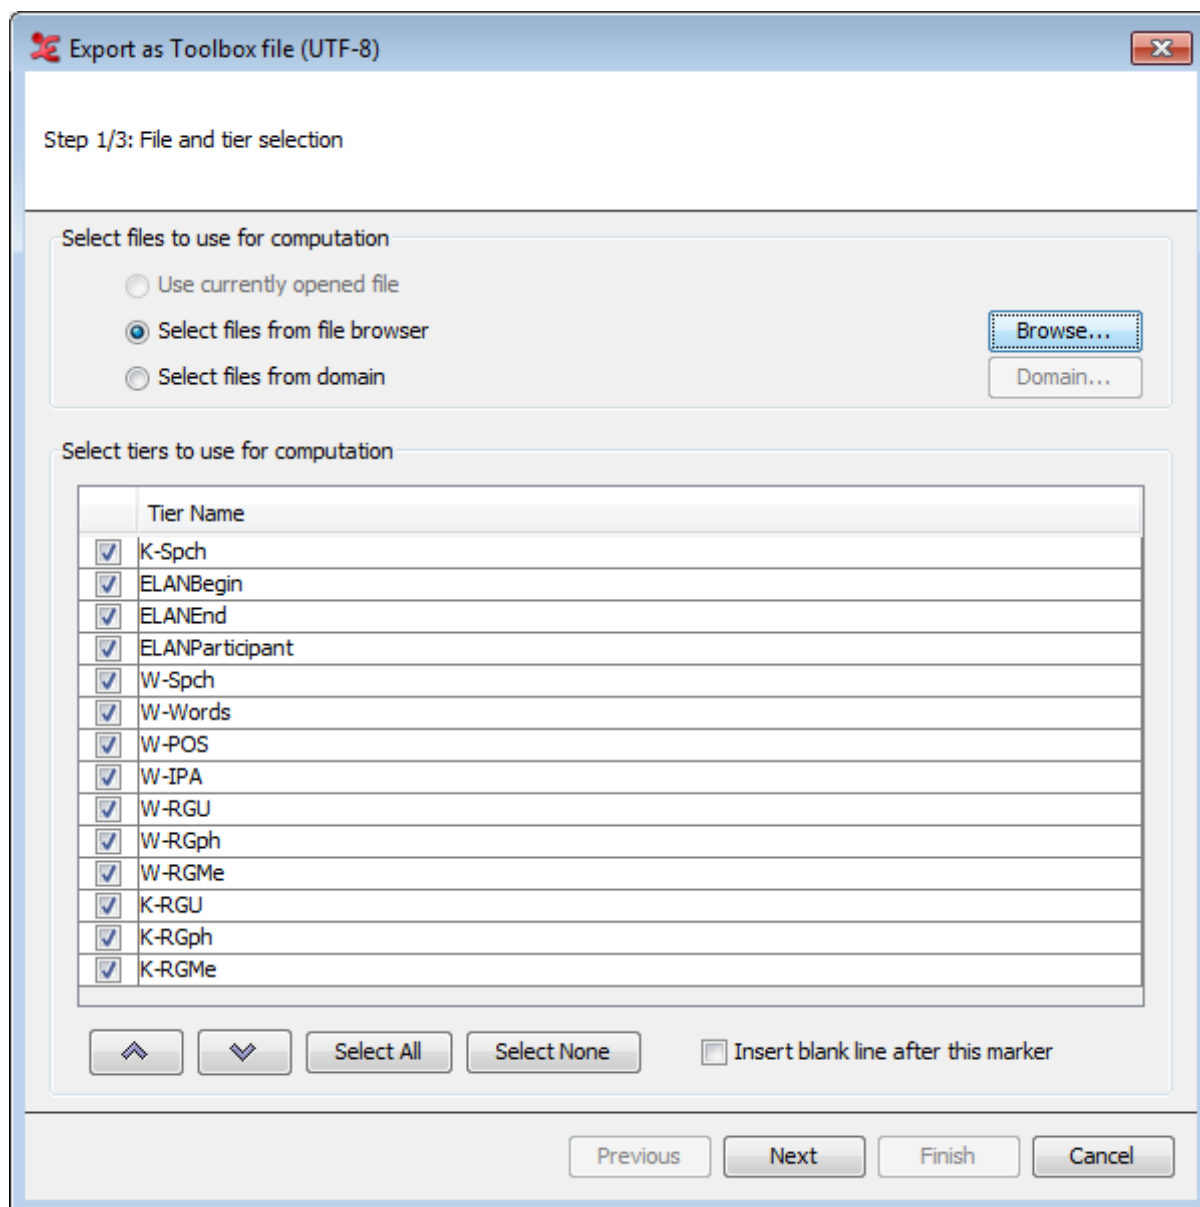 Export as Toolbox file (UTF-8)
Step 1/3: File and tier selection
Select files to use for computation
Use currently opened file
Select files from file browser
Browse...
Select files from domain
Domain...
Select tiers to use for computation
Tier Name
K-Spch
ELANBegin
ELANEnd
ELANParticipant
W-Spch
W-Words
W-POS
W-IPA
W-RGU
W-RGph
W-RGMe
K-RGU
K-RGph
K-RGMe
Select All Select None Insert blank line after this marker
Previous Next Finish Cancel